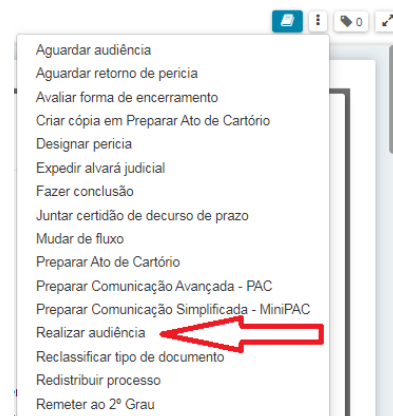 0
Aguardar audiência
Aguardar retorno de pericia
Avaliar forma de encerramento
Criar cópia em Preparar Ato de Cartório
Designar pericia
Expedir alvará judicial
Fazer conclusão
Juntar certidão de decurso de prazo
Mudar de fluxo
Preparar Ato de Cartório
Preparar Comunicação Avançada - PAC
Preparar Comunicação Simplificada - MiniPAC
Realizar audiência
Reclassificar tipo de documento
Redistribuir processo
Remeter ao 2º Grau